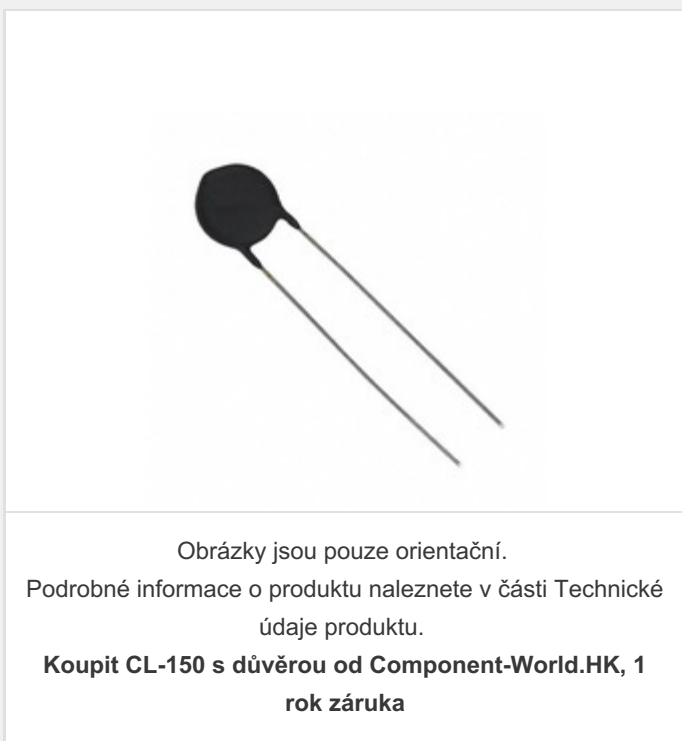 Obrázky jsou pouze orientační.
Podrobné informace o produktu naleznete v části Technické
údaje produktu.
Koupit CL-150 s důvěrou od Component-World.HK, 1
rok záruka